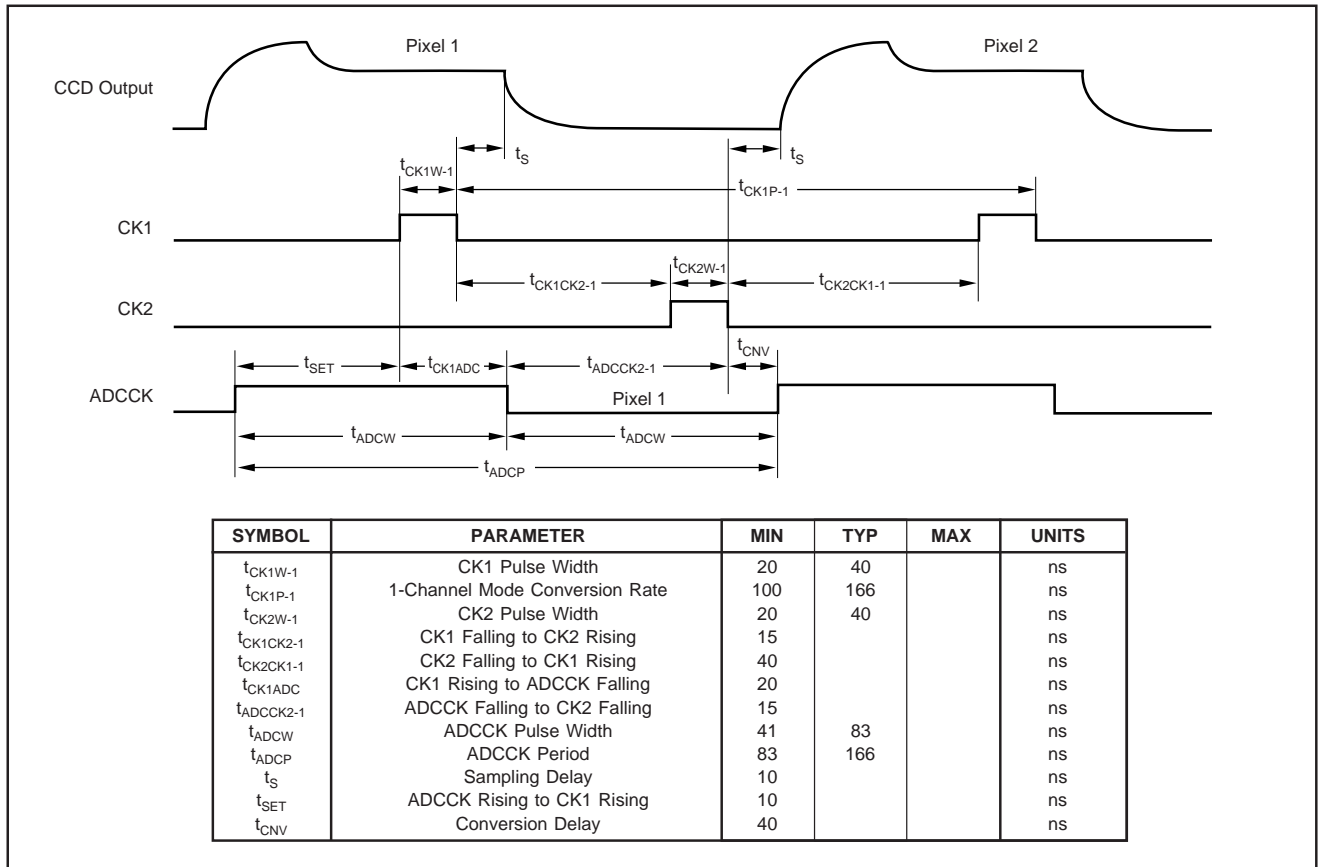 Pixel 1
Pixel 2
CCD Output
tS
tS
tCK1W-1
tCK1P-1
CK1
tCK2W-1
tCK1CK2-1
tCK2CK1-1
CK2
tCNV
tSET
tCK1ADC
tADCCK2-1
ADCCK
Pixel 1
tADCW
tADCW
tADCP
SYMBOL PARAMETER MIN TYP MAX UNITS
tCK1W-1 CK1 Pulse Width 20 40 ns
tCK1P-1 1-Channel Mode Conversion Rate 100 166 ns
tCK2W-1 CK2 Pulse Width 20 40 ns
tCK1CK2-1 CK1 Falling to CK2 Rising 15 ns
tCK2CK1-1 CK2 Falling to CK1 Rising 40 ns
tCK1ADC CK1 Rising to ADCCK Falling 20 ns
tADCCK2-1 ADCCK Falling to CK2 Falling 15 ns
tADCW ADCCK Pulse Width 41 83 ns
tADCP ADCCK Period 83 166 ns
tS Sampling Delay 10 ns
tSET ADCCK Rising to CK1 Rising 10 ns
tCNV Conversion Delay 40 ns